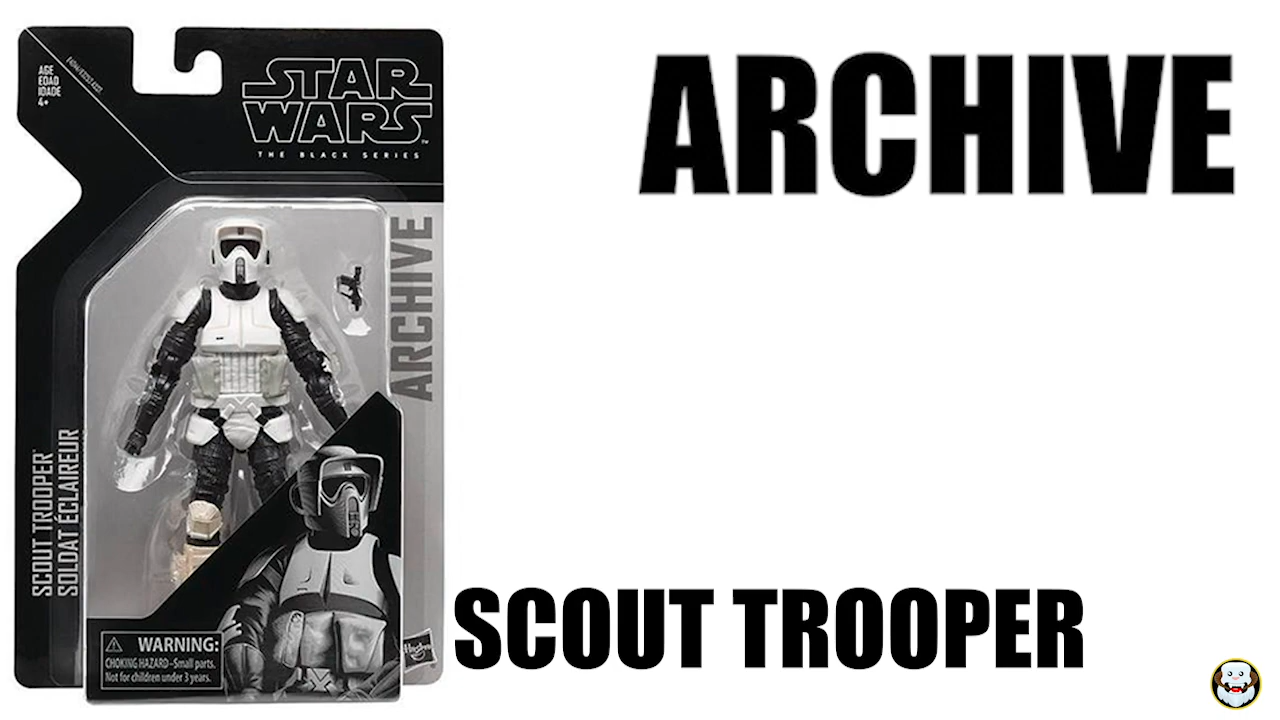 AGE
EDAD
IDADE
4+
STAR
WARS
THE BLACK SERIES
ARCHIVE
SCOUT TROOPER
SOLDAT ÉCLAIREUR
WARNING:
CHOKING HAZARD–Small parts.
Not for children under 3 years.
Hasbro
ARCHIVE
SCOUT TROOPER